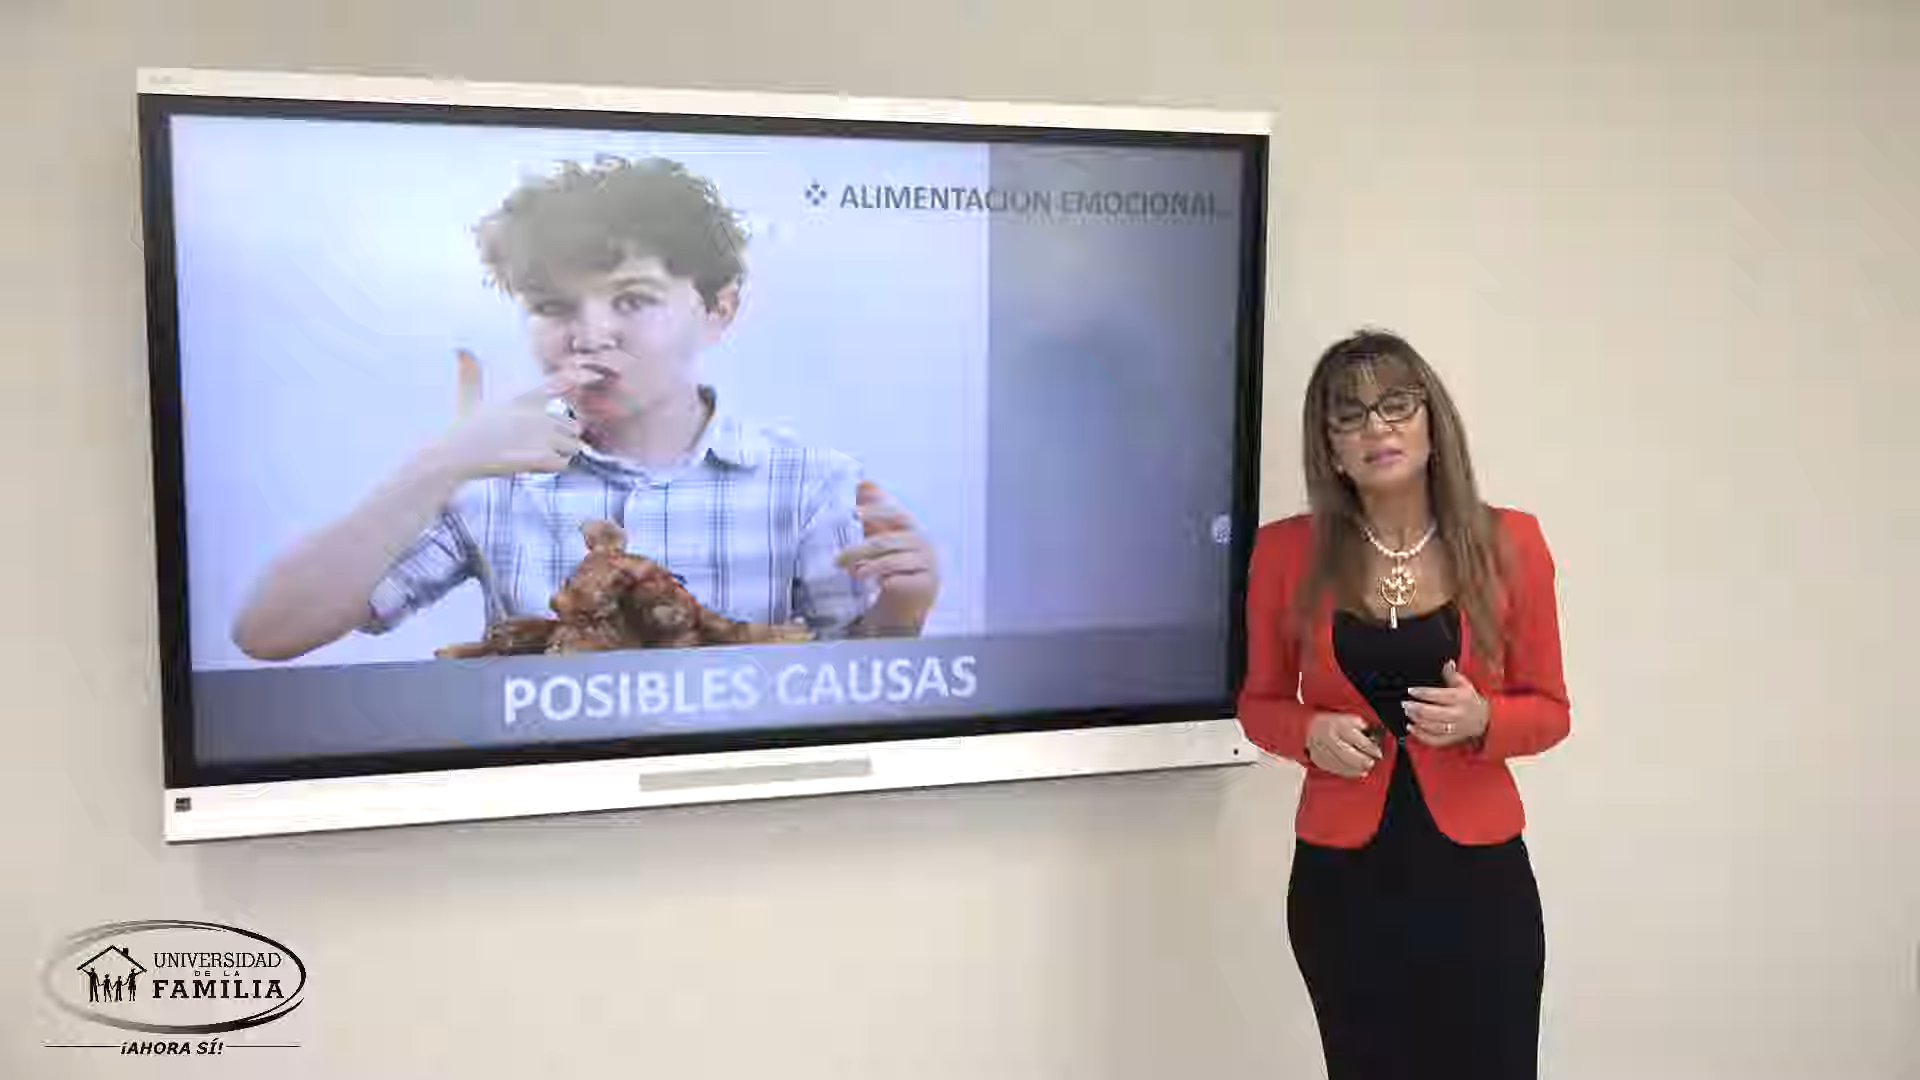 ❖ ALIMENTACION EMOCIONAL
POSIBLES CAUSAS
UNIVERSIDAD
DE LA
FAMILIA
¡AHORA SÍ!